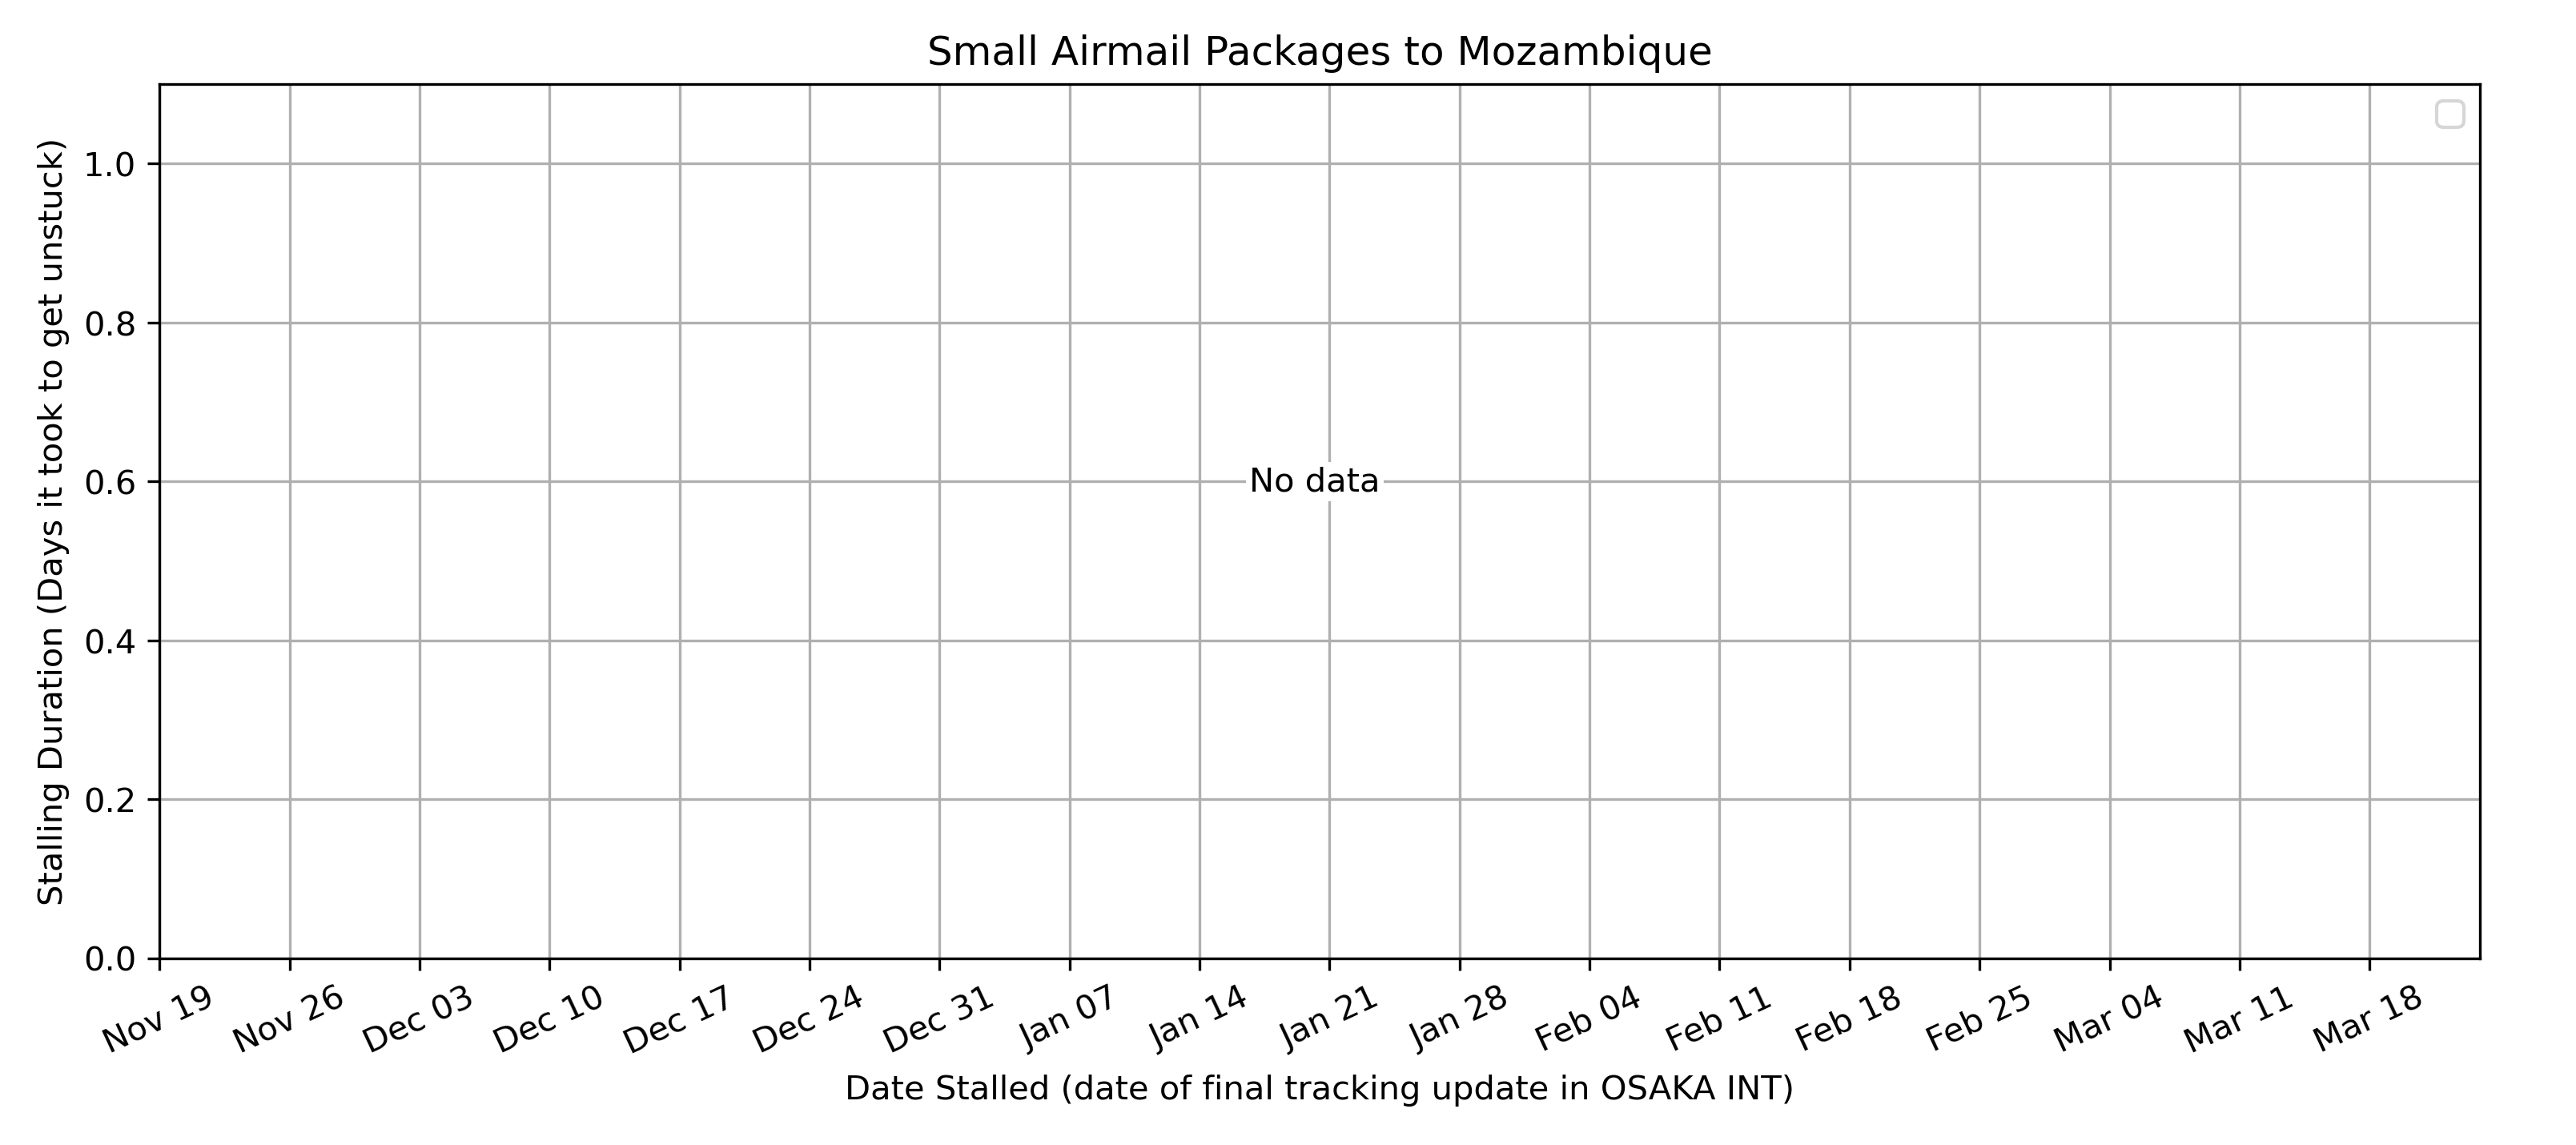 Small Airmail Packages to Mozambique
Stalling Duration (Days it took to get unstuck)
1.0
0.8
0.6
0.4
0.2
0.0
No data
Nov 19
Nov 26
Dec 03
Dec 10
Dec 17
Dec 24
Dec 31
Jan 07
Jan 14
Jan 21
Jan 28
Feb 04
Feb 11
Feb 18
Feb 25
Mar 04
Mar 11
Mar 18
Date Stalled (date of final tracking update in OSAKA INT)